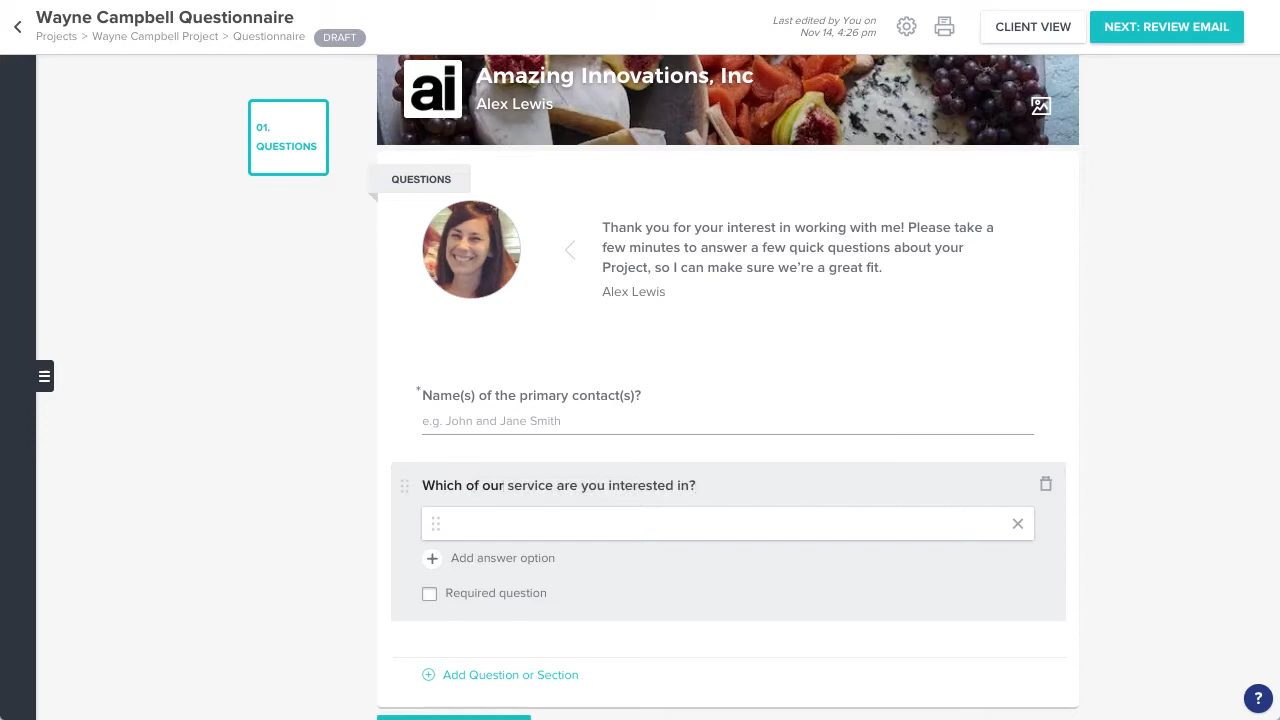 Wayne Campbell Questionnaire
Projects > Wayne Campbell Project > Questionnaire
DRAFT
Last edited by You on
Nov 14, 4:26 pm
CLIENT VIEW
NEXT: REVIEW EMAIL
ai
Amazing Innovations, Inc
Alex Lewis
01.
QUESTIONS
QUESTIONS
Thank you for your interest in working with me! Please take a
few minutes to answer a few quick questions about your
Project, so I can make sure we’re a great fit.
Alex Lewis
*Name(s) of the primary contact(s)?
e.g. John and Jane Smith
Which of our service are you interested in?
Add answer option
Required question
Add Question or Section
?